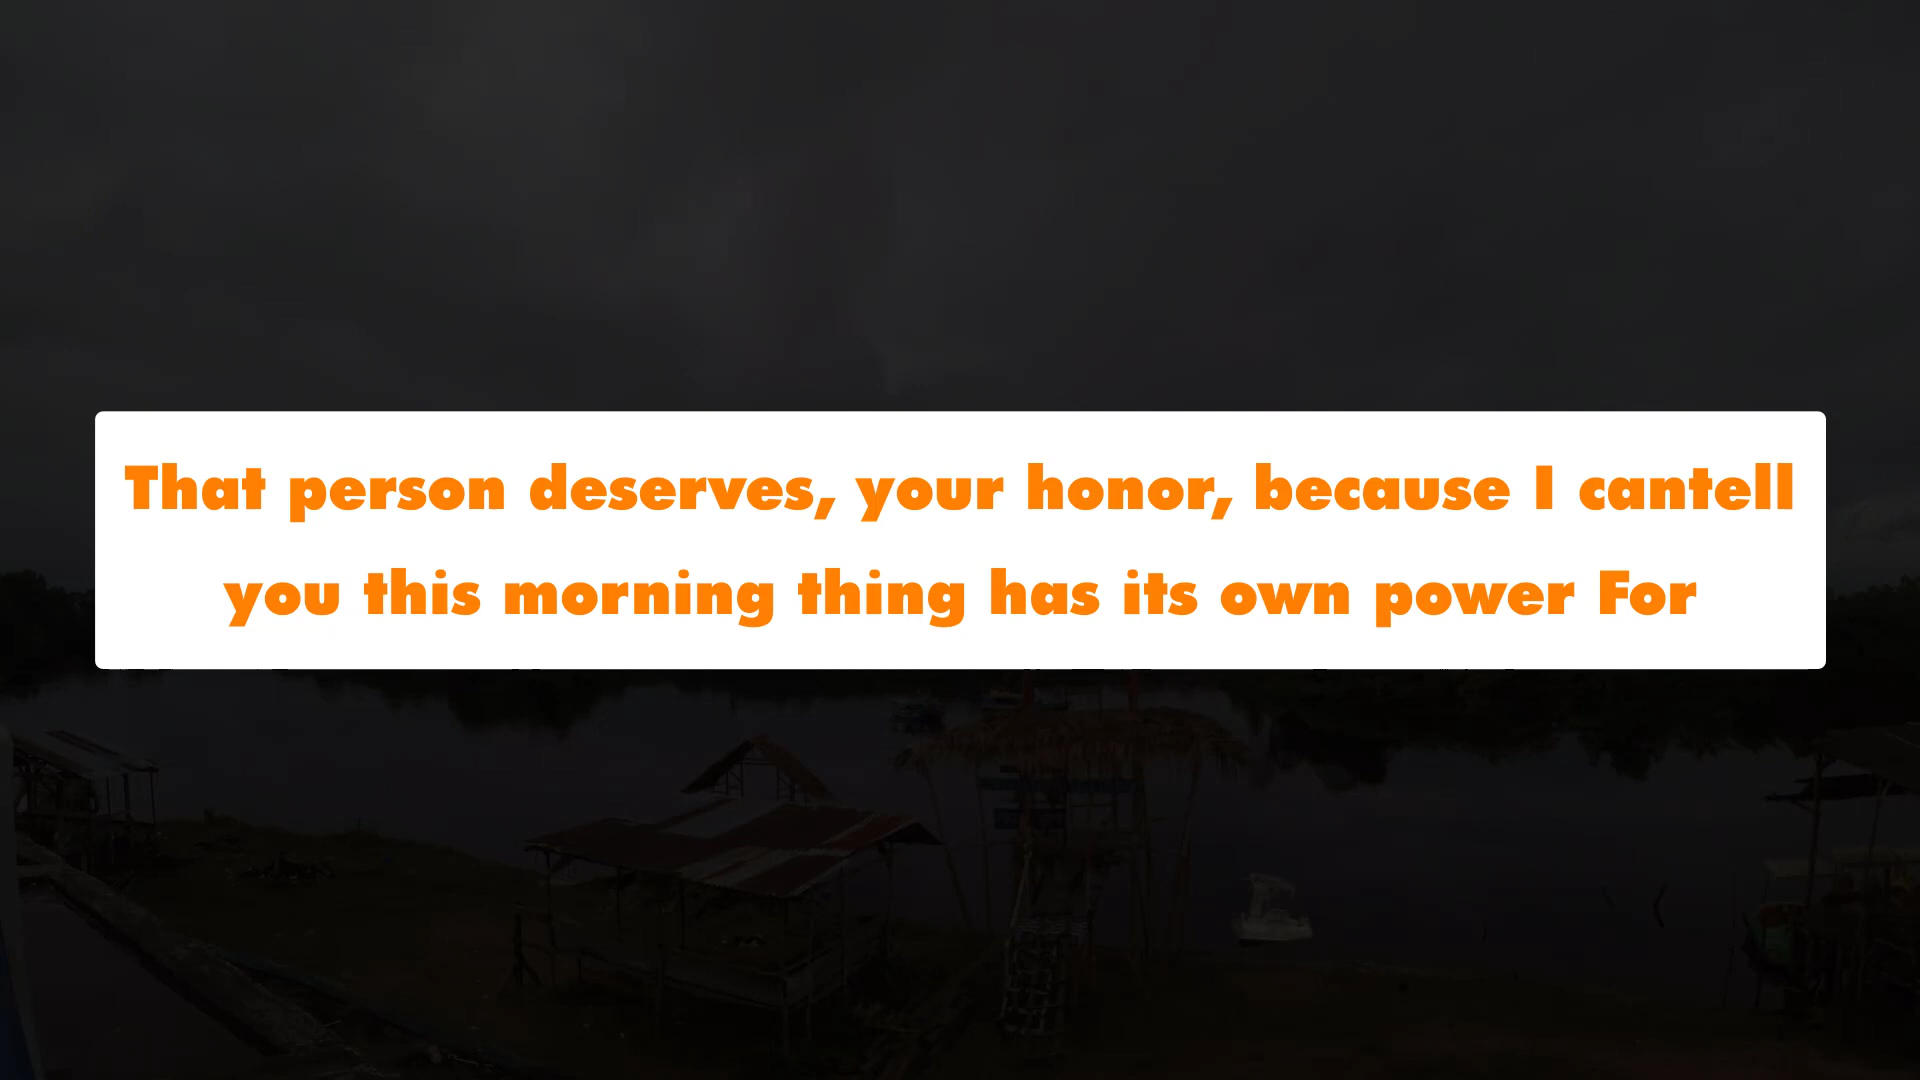 That person deserves, your honor, because I cantell
you this morning thing has its own power For